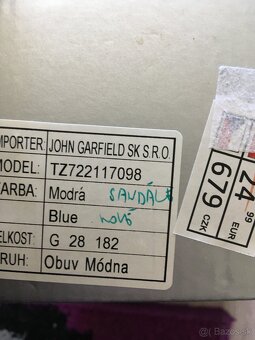 MPORTER: JOHN GARFIELD SK S.R.O.
MODEL: TZ722117098
FARBA: Modrá
SANDÁLE
Blue
NOVÉ
ELKOST: G 28 182
RUH: Obuv Módna
24 99 EUR
679 CZK
Bazos.sk